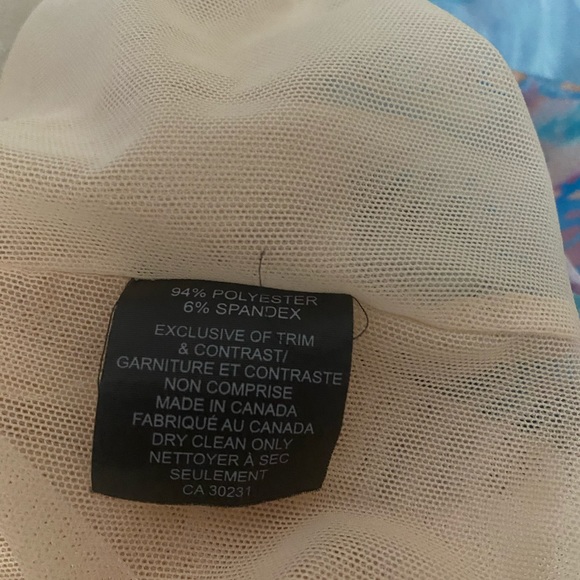 94% POLYESTER
6% SPANDEX
EXCLUSIVE OF TRIM
& CONTRAST/
GARNITURE ET CONTRASTE
NON COMPRISE
MADE IN CANADA
FABRIQUÉ AU CANADA
DRY CLEAN ONLY
NETTOYER À SEC
SEULEMENT
CA 30231